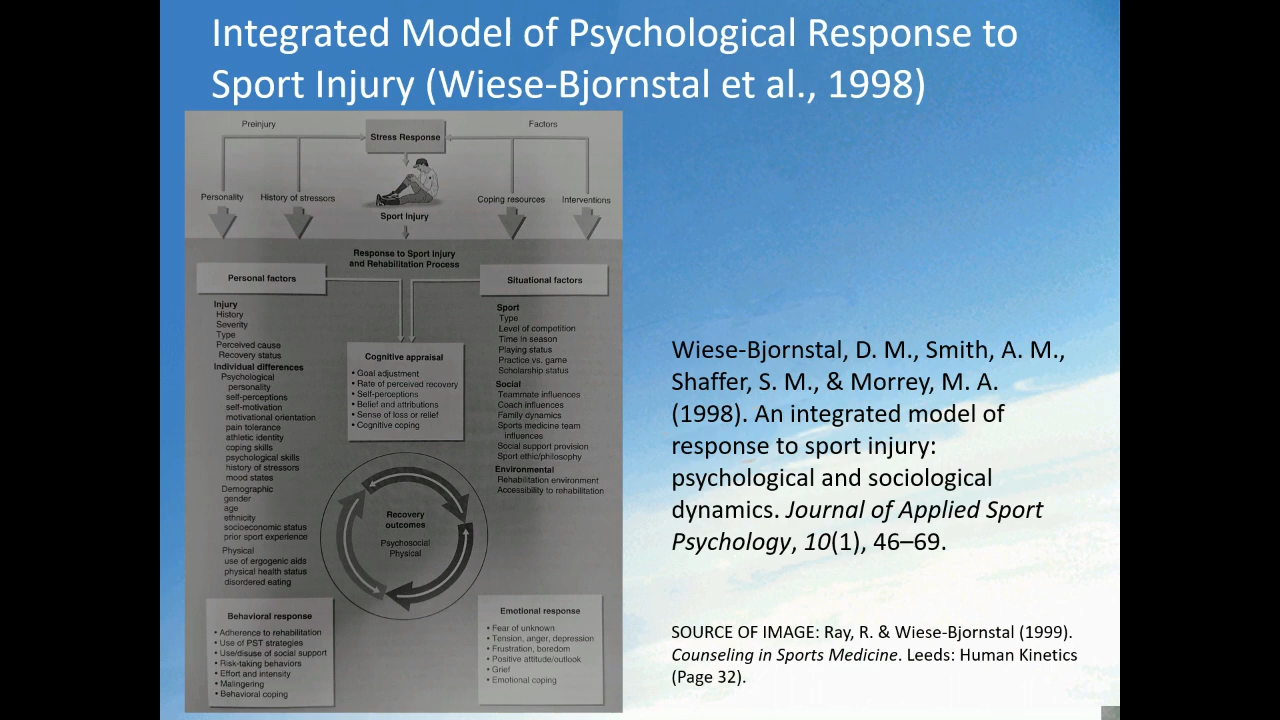 Integrated Model of Psychological Response to
Sport Injury (Wiese-Bjornstal et al., 1998)
Preinjury
Factors
Stress Response
Personality
History of stressors
Coping resources
Interventions
Sport Injury
Response to Sport Injury
and Rehabilitation Process
Personal factors
Situational factors
Injury
History
Severity
Type
Perceived cause
Recovery status
Individual differences
Psychological
personality
self-perceptions
self-motivation
motivational orientation
pain tolerance
athletic identity
coping skills
psychological skills
history of stressors
mood states
Demographic
gender
age
ethnicity
socioeconomic status
prior sport experience
Physical
use of ergogenic aids
physical health status
disordered eating
Cognitive appraisal
• Goal adjustment
• Rate of perceived recovery
• Self-perceptions
• Belief and attributions
• Sense of loss or relief
• Cognitive coping
Sport
Type
Level of competition
Time in season
Playing status
Practice vs. game
Scholarship status
Social
Teammate influences
Coach influences
Family dynamics
Sports medicine team
influences
Social support provision
Sport ethic/philosophy
Environmental
Rehabilitation environment
Accessibility to rehabilitation
Recovery
outcomes
Psychosocial
Physical
Behavioral response
• Adherence to rehabilitation
• Use of PST strategies
• Use/disuse of social support
• Risk-taking behaviors
• Effort and intensity
• Malingering
• Behavioral coping
Emotional response
• Fear of unknown
• Tension, anger, depression
• Frustration, boredom
• Positive attitude/outlook
• Grief
• Emotional coping
Wiese-Bjornstal, D. M., Smith, A. M.,
Shaffer, S. M., & Morrey, M. A.
(1998). An integrated model of
response to sport injury:
psychological and sociological
dynamics. Journal of Applied Sport
Psychology, 10(1), 46–69.
SOURCE OF IMAGE: Ray, R. & Wiese-Bjornstal (1999).
Counseling in Sports Medicine. Leeds: Human Kinetics
(Page 32).